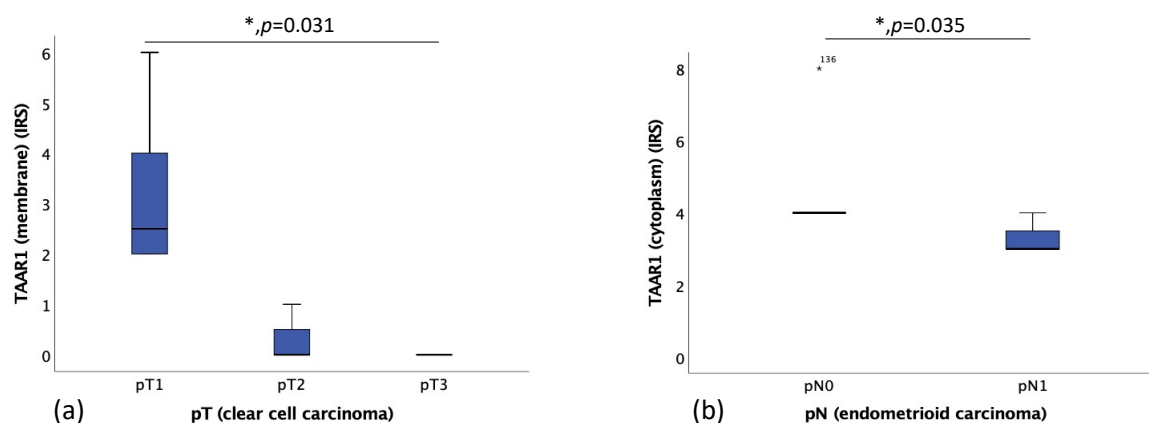 *,p=0.031
TAAR1 (membrane) (IRS)
6
5
4
3
2
1
0
pT1 pT2 pT3
(a) pT (clear cell carcinoma)
*,p=0.035
TAAR1 (cytoplasm) (IRS)
*136
8
6
4
2
0
pN0 pN1
(b) pN (endometrioid carcinoma)